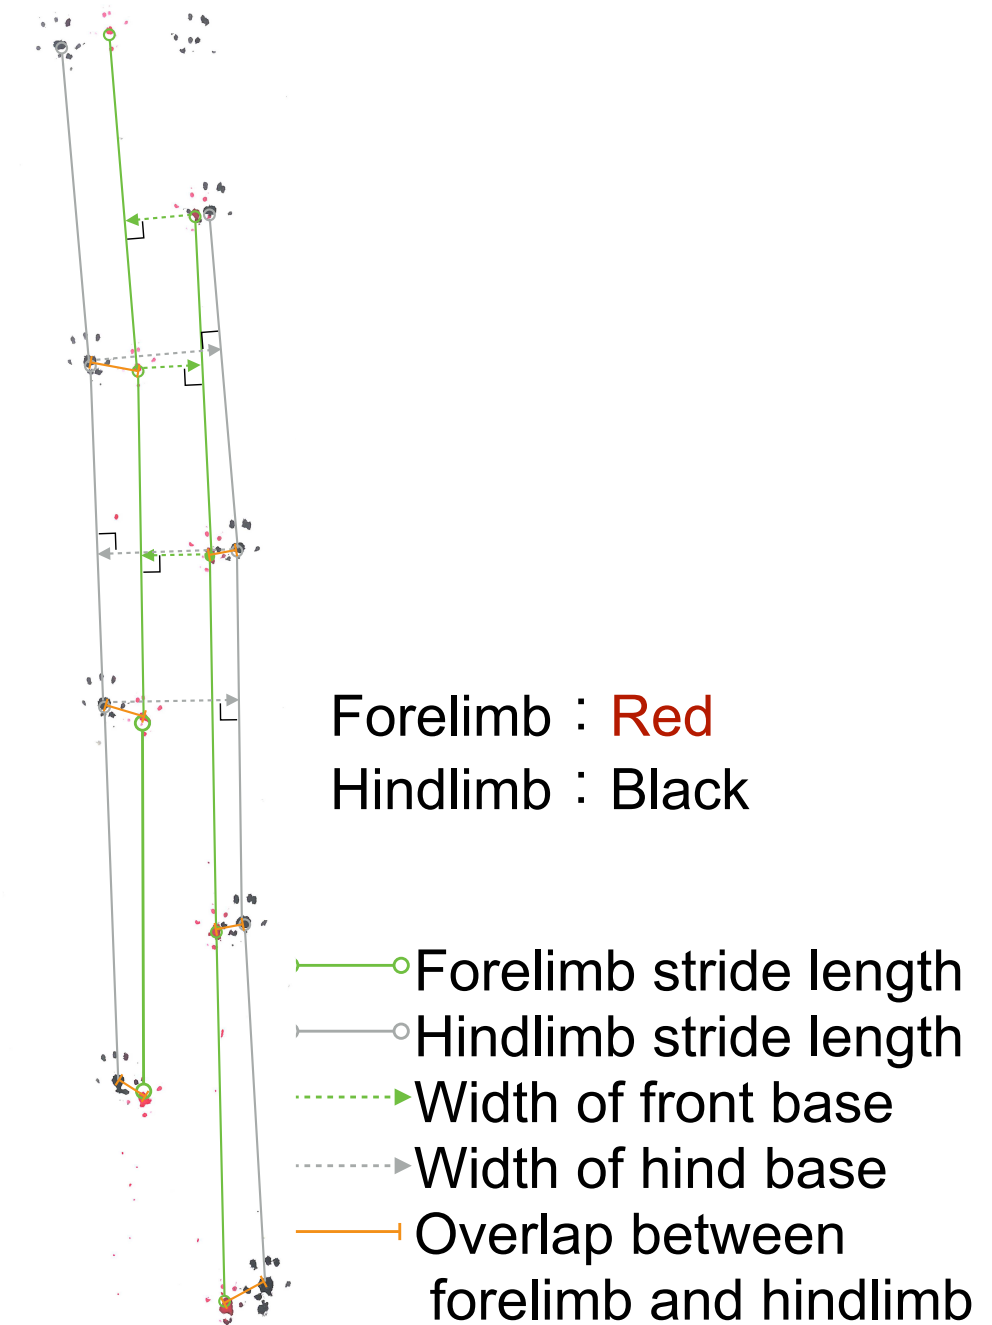 Forelimb：Red
Hindlimb：Black
Forelimb stride length
Hindlimb stride length
Width of front base
Width of hind base
Overlap between
forelimb and hindlimb